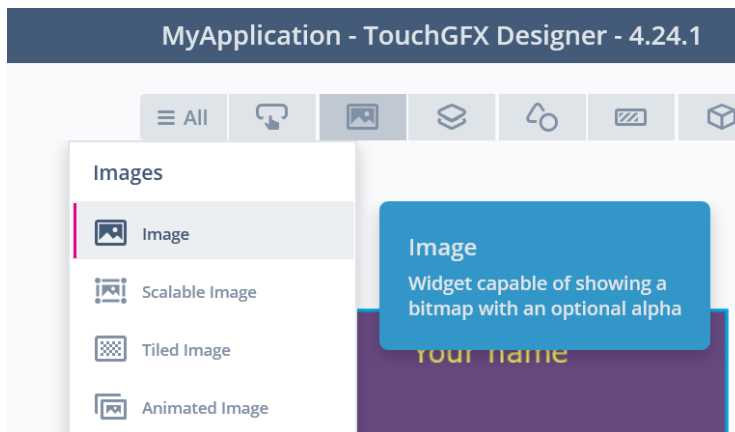 MyApplication - TouchGFX Designer - 4.24.1
All
Images
Image
Scalable Image
Tiled Image
Animated Image
Image
Widget capable of showing a
bitmap with an optional alpha
Your name